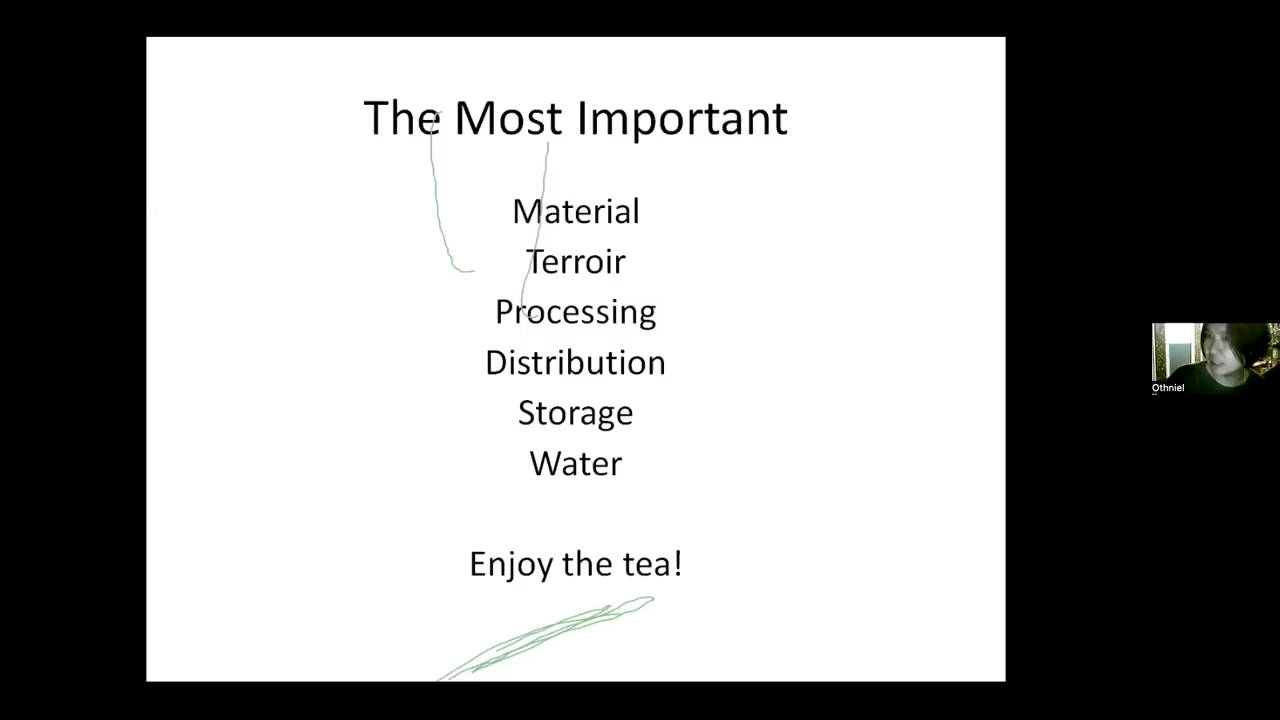 The Most Important
Material
Terroir
Processing
Distribution
Storage
Water
Enjoy the tea!
Othniel